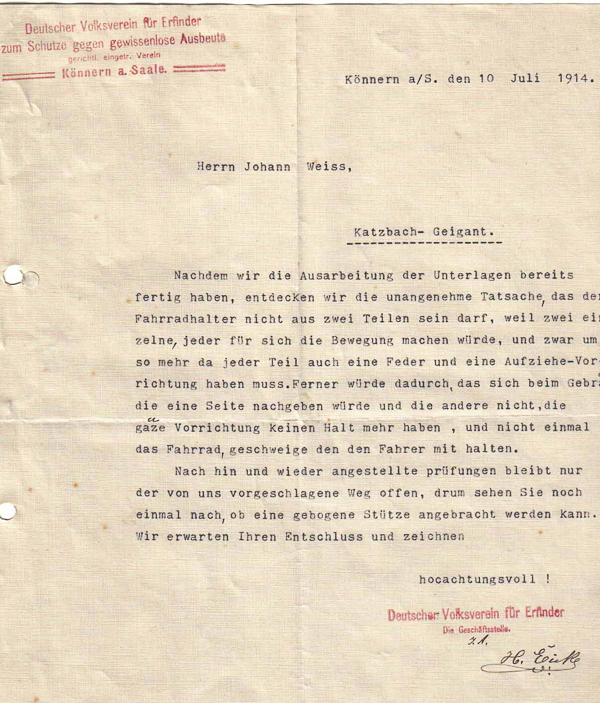 Deutscher Volksverein für Erfinder
zum Schutze gegen gewissenlose Ausbeute
gerichtl. eingetr. Verein
Könnern a. Saale.
Könnern a/S. den 10 Juli 1914.
Herrn Johann Weiss,
Katzbach- Geigant.
Nachdem wir die Ausarbeitung der Unterlagen bereits
fertig haben, entdecken wir die unangenehme Tatsache, das der
Fahrradhalter nicht aus zwei Teilen sein darf, weil zwei ein
zelne, jeder für sich die Bewegung machen würde, und zwar um
so mehr da jeder Teil auch eine Feder und eine Aufziehe-Vor-
richtung haben muss.Ferner würde dadurch, das sich beim
die eine Seite nachgeben würde und die andere nicht,die
Vorrichtung keinen Halt mehr haben , und nicht einmal
das Fahrrad, geschweige den den Fahrer mit halten.
Nach hin und wieder angestellte prüfungen bleibt nur
der von uns vorgeschlagene Weg offen, drum sehen Sie noch
einmal nach, ob eine gebogene Stütze angebracht werden Kann.
Wir erwarten Ihren Entschluss und zeichnen
hocachtungsvoll !
Deutscher Volksverein für Erfinder
Die Geschäftsstelle.
H.